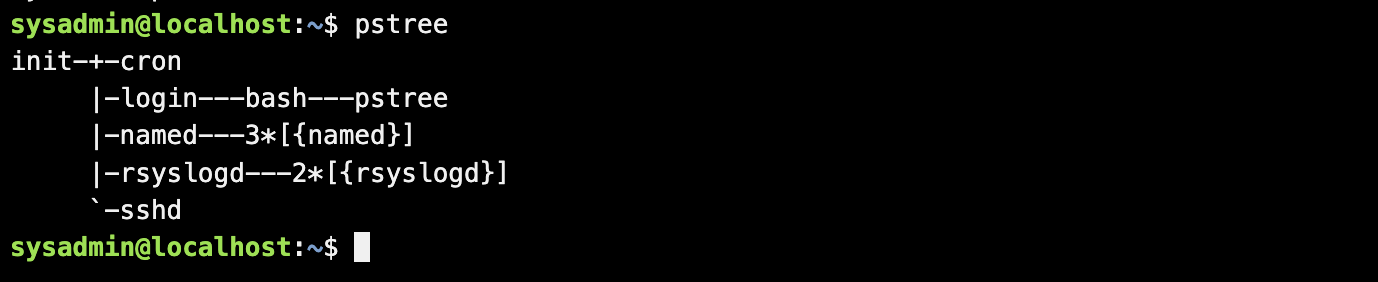 sysadmin@localhost:~$ pstree
init-+-cron
     |-login---bash---pstree
     |-named---3*[{named}]
     |-rsyslogd---2*[{rsyslogd}]
     `-sshd
sysadmin@localhost:~$